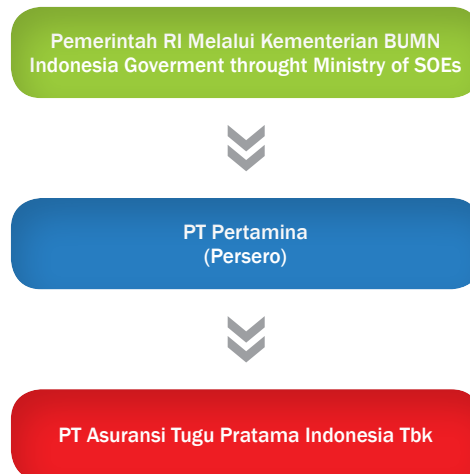 Pemerintah RI Melalui Kementerian BUMN
Indonesia Goverment throught Ministry of SOEs
PT Pertamina
(Persero)
PT Asuransi Tugu Pratama Indonesia Tbk